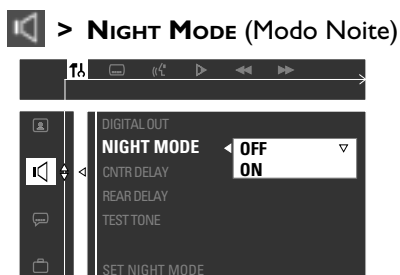 > NIGHT MODE (Modo Noite)
DIGITAL OUT
NIGHT MODE OFF
CNTR DELAY ON
REAR DELAY
TEST TONE
SET NIGHT MODE